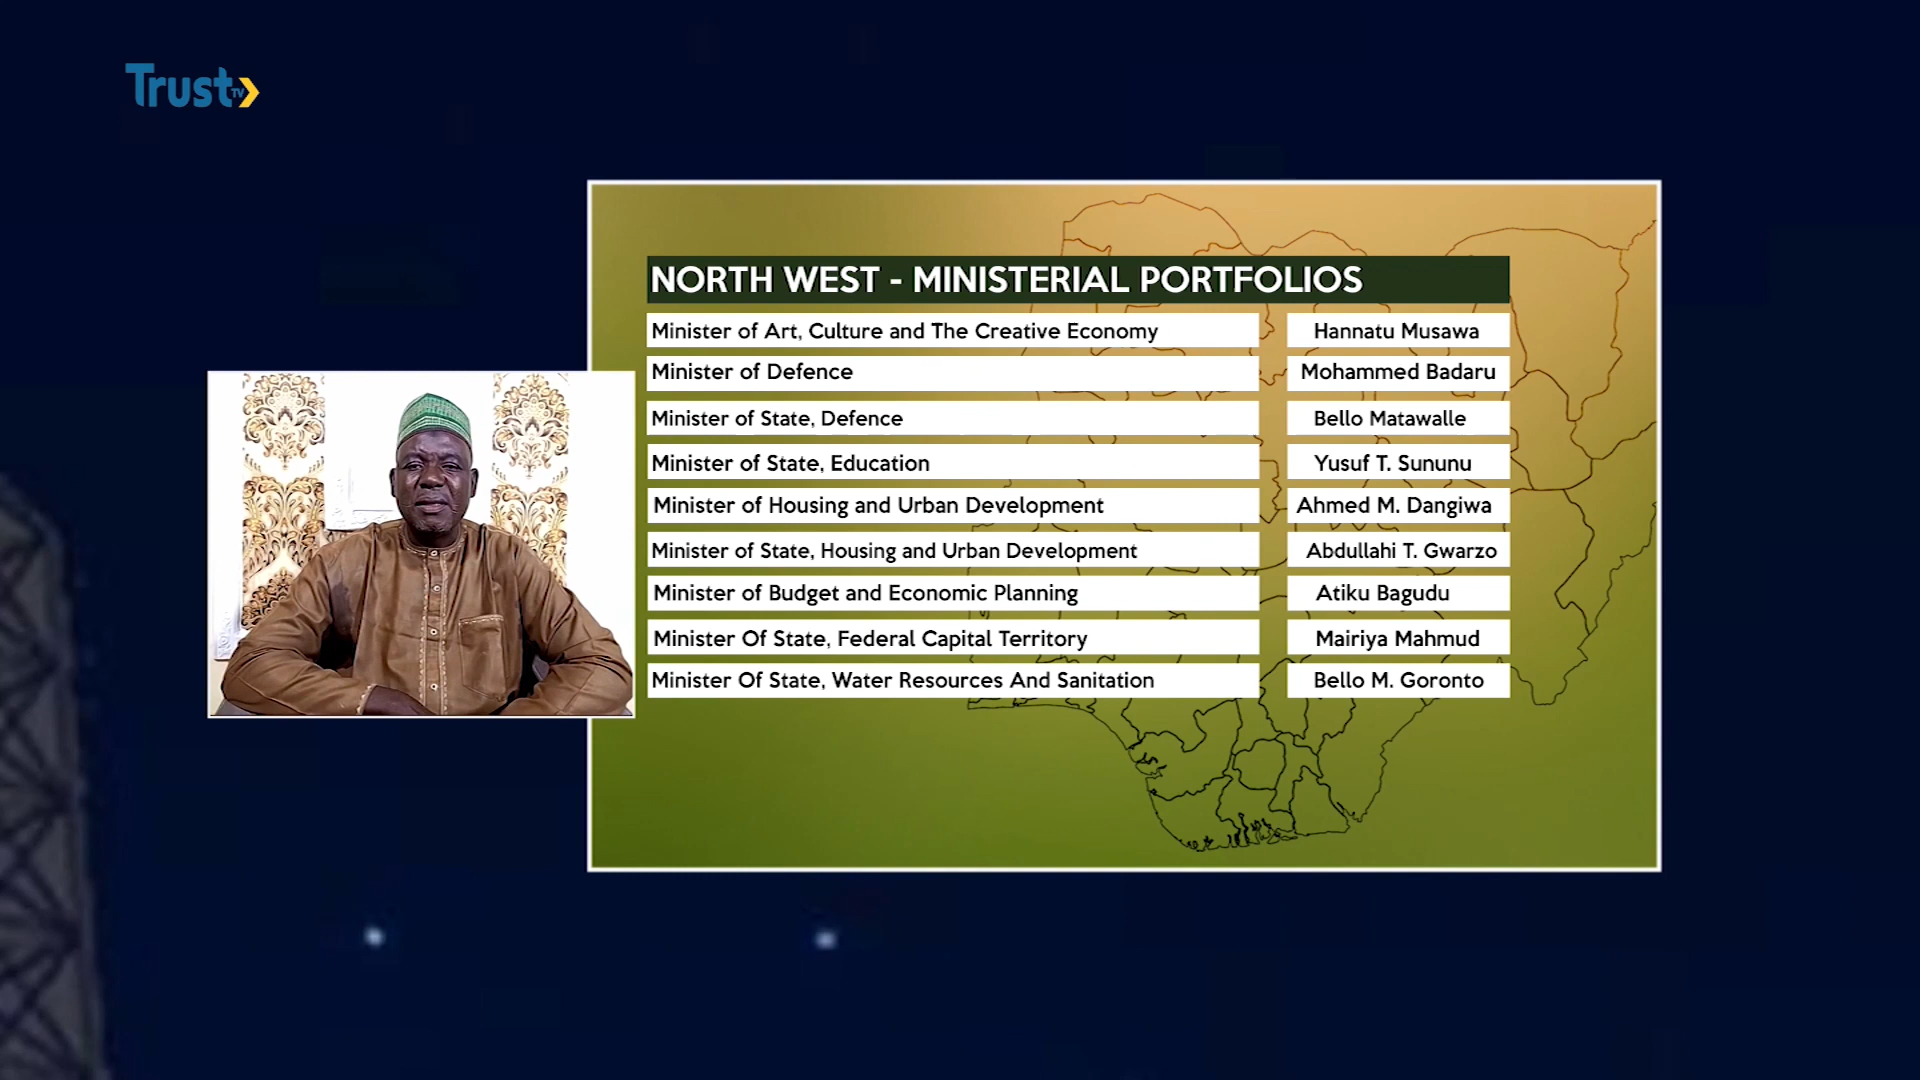 Trust TV
NORTH WEST - MINISTERIAL PORTFOLIOS
Minister of Art, Culture and The Creative Economy Hannatu Musawa
Minister of Defence Mohammed Badaru
Minister of State, Defence Bello Matawalle
Minister of State, Education Yusuf T. Sununu
Minister of Housing and Urban Development Ahmed M. Dangiwa
Minister of State, Housing and Urban Development Abdullahi T. Gwarzo
Minister of Budget and Economic Planning Atiku Bagudu
Minister Of State, Federal Capital Territory Mairiya Mahmud
Minister Of State, Water Resources And Sanitation Bello M. Goronto